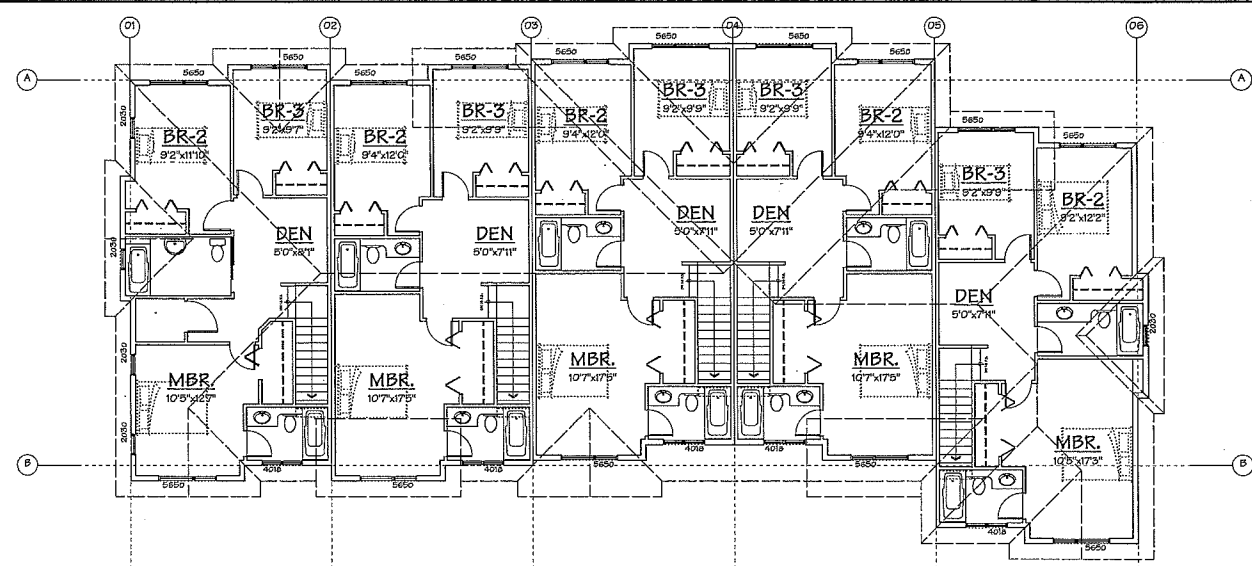 01
02
03
04
05
06
A
A
B
B
5650
5650
5650
5650
5650
5650
5650
5650
5650
5650
2030
2030
2030
2030
2030
BR-2
9'2"x11'10"
BR-3
9'2"x9'7"
BR-2
9'4"x12'0"
BR-3
9'2"x9'9"
BR-2
9'4"x12'0"
BR-3
9'2"x9'9"
BR-3
9'2"x9'9"
BR-2
9'4"x12'0"
BR-3
9'2"x9'9"
BR-2
9'2"x12'2"
DEN
5'0"x8'1"
DEN
5'0"x7'11"
DEN
5'0"x7'11"
DEN
5'0"x7'11"
DEN
5'0"x7'11"
MBR.
10'5"x12'7"
MBR.
10'7"x17'5"
MBR.
10'7"x17'5"
MBR.
10'7"x17'5"
MBR.
10'5"x17'3"
4018
4018
4018
4018
4018
5650
5650
5650
5650
5650